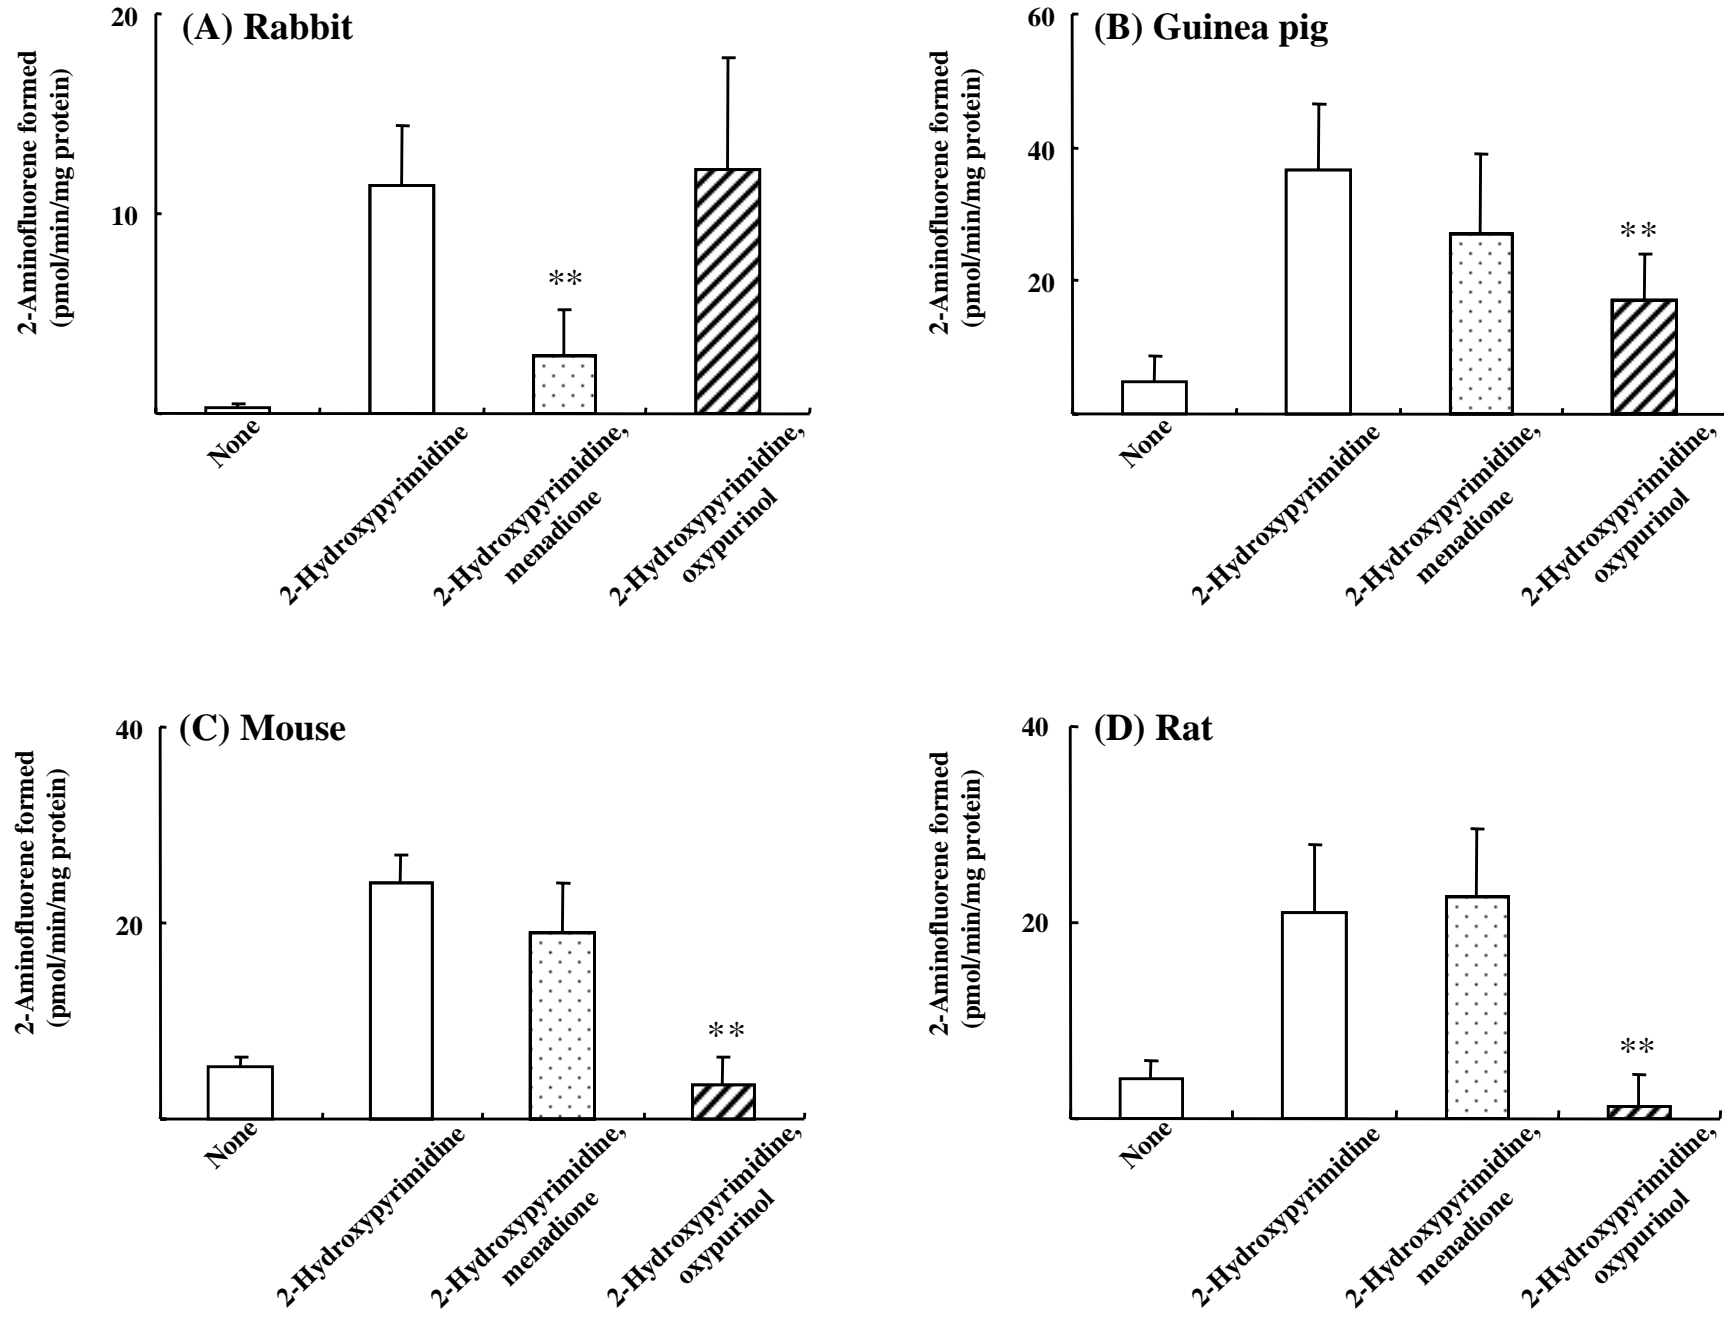 (A) Rabbit
2-Aminofluorene formed
(pmol/min/mg protein)
20
10
**
None
2-Hydroxypyrimidine
2-Hydroxypyrimidine,
menadione
2-Hydroxypyrimidine,
oxypurinol
(B) Guinea pig
2-Aminofluorene formed
(pmol/min/mg protein)
60
40
20
**
None
2-Hydroxypyrimidine
2-Hydroxypyrimidine,
menadione
2-Hydroxypyrimidine,
oxypurinol
(C) Mouse
2-Aminofluorene formed
(pmol/min/mg protein)
40
20
**
None
2-Hydroxypyrimidine
2-Hydroxypyrimidine,
menadione
2-Hydroxypyrimidine,
oxypurinol
(D) Rat
2-Aminofluorene formed
(pmol/min/mg protein)
40
20
**
None
2-Hydroxypyrimidine
2-Hydroxypyrimidine,
menadione
2-Hydroxypyrimidine,
oxypurinol